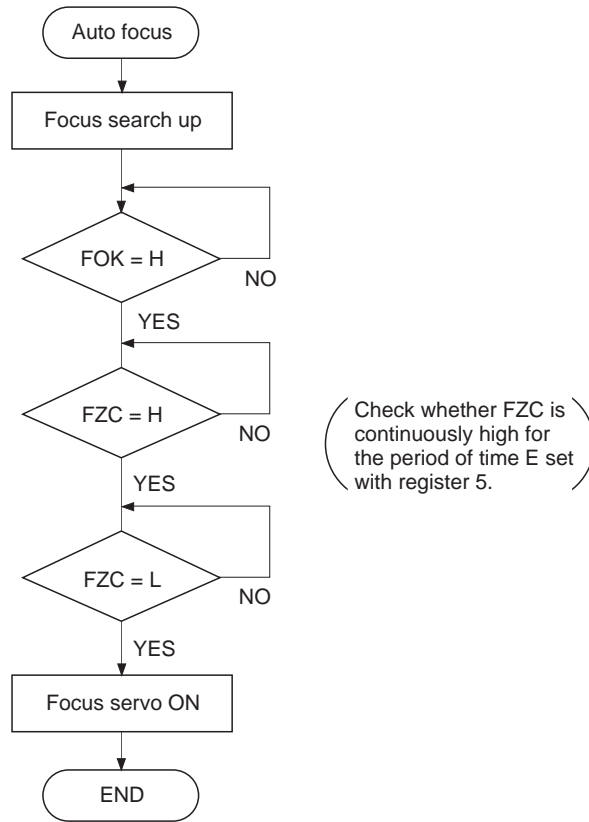 Auto focus
Focus search up
FOK = H
NO
YES
FZC = H
NO
Check whether FZC is
continuously high for
the period of time E set
with register 5.
YES
FZC = L
NO
YES
Focus servo ON
END